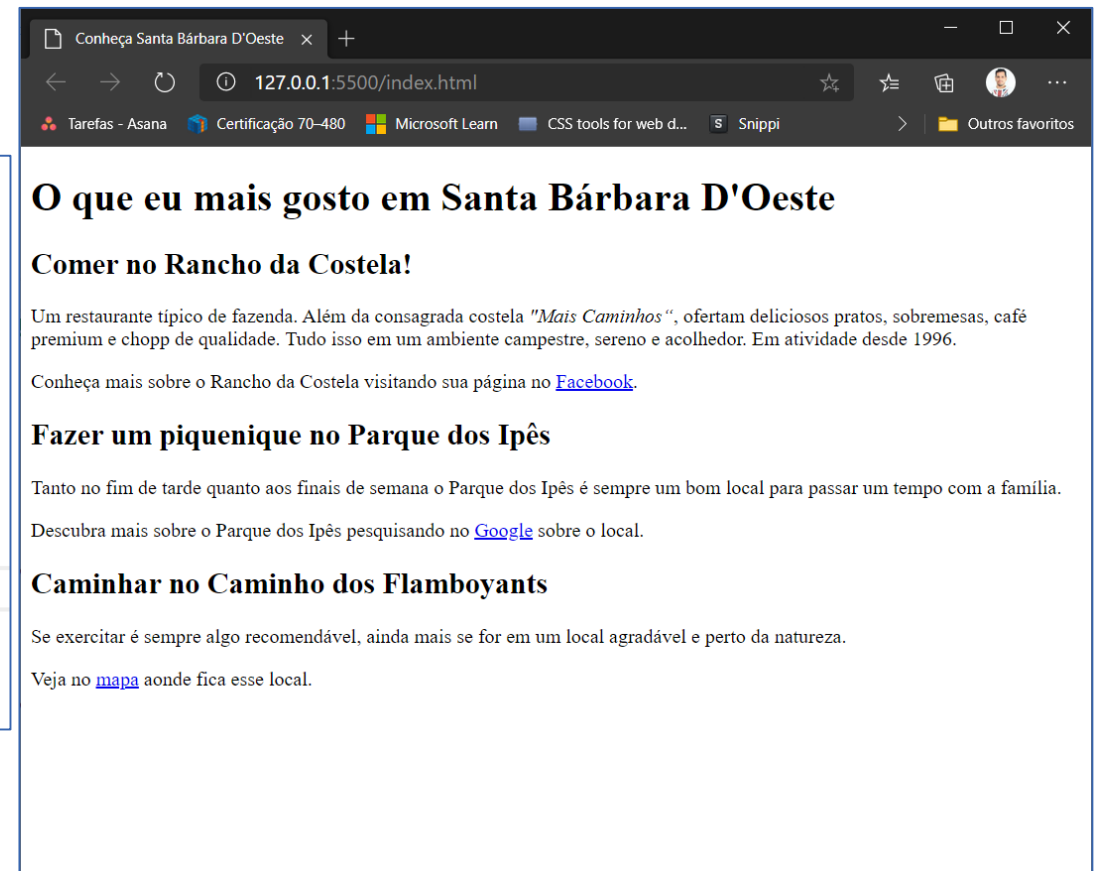 Conheça Santa Bárbara D'Oeste
127.0.0.1:5500/index.html
Tarefas - Asana Certificação 70–480 Microsoft Learn CSS tools for web d... S Snippi Outros favoritos
O que eu mais gosto em Santa Bárbara D'Oeste
Comer no Rancho da Costela!
Um restaurante típico de fazenda. Além da consagrada costela "Mais Caminhos“, ofertam deliciosos pratos, sobremesas, café
premium e chopp de qualidade. Tudo isso em um ambiente campestre, sereno e acolhedor. Em atividade desde 1996.
Conheça mais sobre o Rancho da Costela visitando sua página no Facebook.
Fazer um piquenique no Parque dos Ipês
Tanto no fim de tarde quanto aos finais de semana o Parque dos Ipês é sempre um bom local para passar um tempo com a família.
Descubra mais sobre o Parque dos Ipês pesquisando no Google sobre o local.
Caminhar no Caminho dos Flamboyants
Se exercitar é sempre algo recomendável, ainda mais se for em um local agradável e perto da natureza.
Veja no mapa aonde fica esse local.